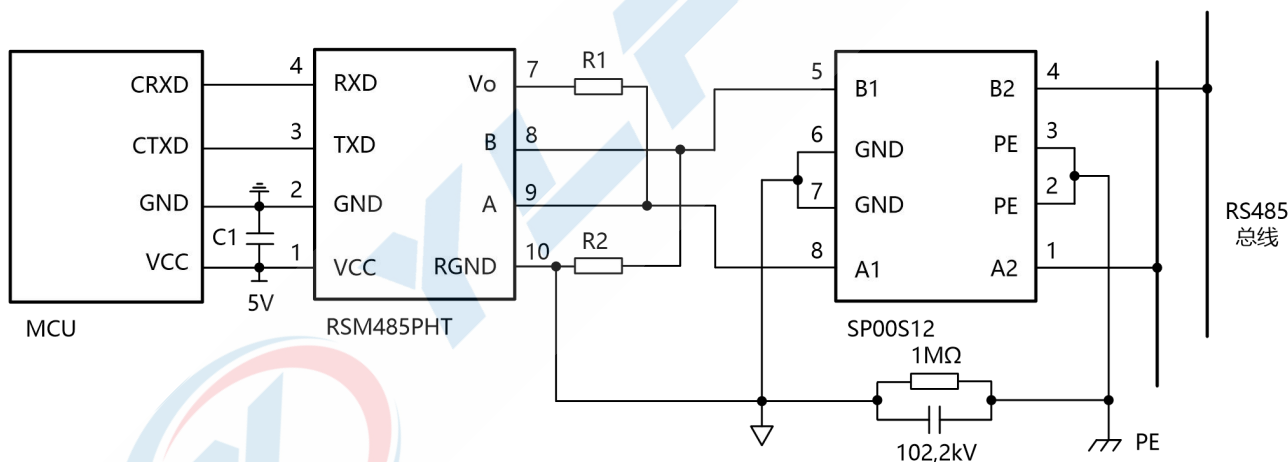 CRXD
CTXD
GND
VCC
MCU
C1
5V
4
3
2
1
RXD
TXD
GND
VCC
Vo
B
A
RGND
RSM485PHT
7
8
9
10
R1
R2
5
6
7
8
B1
GND
GND
A1
B2
PE
PE
A2
SP00S12
4
3
2
1
RS485
总线
1MΩ
102,2kV
PE